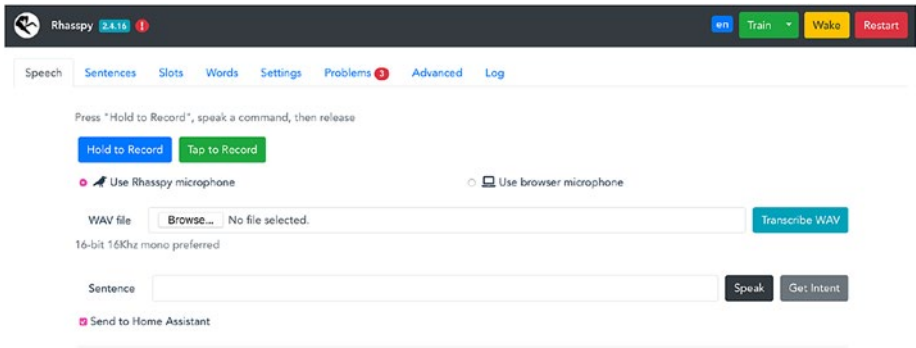 Rhasspy 2.4.16 ! en Train Wake Restart
Speech Sentences Slots Words Settings Problems 3 Advanced Log
Press "Hold to Record", speak a command, then release
Hold to Record Tap to Record
Use Rhasspy microphone Use browser microphone
WAV file Browse... No file selected. Transcribe WAV
16-bit 16Khz mono preferred
Sentence Speak Get Intent
Send to Home Assistant